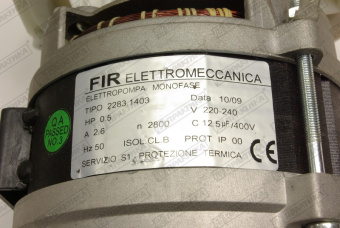 FIR ELETTROMECCANICA
ELETTROPOMPA MONOFASE
TIPO 2283.1403 Data 10/09
HP 0.5 V 220-240
A 2.6 n 2800 C 12.5µF/400V
Hz 50 ISOL CL.B PROT IP 00
SERVIZIO S1, PROTEZIONE TERMICA
CE
QA
PASSED
NO.3